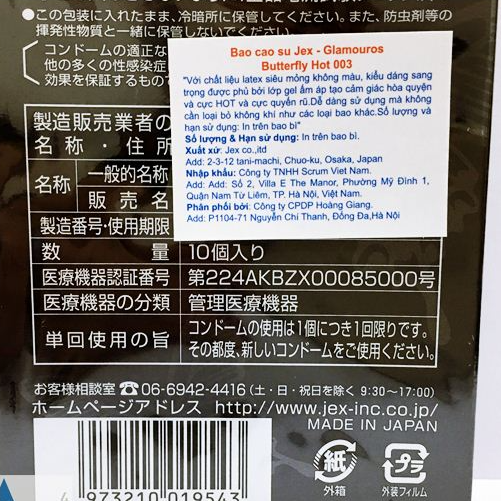 ●この包装に入れたまま、冷暗所に保管してください。また、防虫剤等の
揮発性物質と一緒に保管しないでください。
コンドームの適正な
他の多くの性感染症
効果を保証するもので
Bao cao su Jex - Glamouros
Butterfly Hot 003
"Với chất liệu latex siêu mỏng không màu, kiểu dáng sang
trọng được phủ bởi lớp gel ấm áp tạo cảm giác hòa quyện
và cực HOT và cực quyến rũ.Dễ dàng sử dụng mà không
cần loại bỏ không khí như các loại bao khác.Số lượng và
hạn sử dụng: In trên bao bì"
Số lượng & Hạn sử dụng: In trên bao bì.
Xuất xứ: Jex co.,itd
Add: 2-3-12 tani-machi, Chuo-ku, Osaka, Japan
Nhập khẩu: Công ty TNHH Scrum Viet Nam.
Add: Add: Số 2, Villa E The Manor, Phường Mỹ Đình 1,
Quận Nam Từ Liêm, TP. Hà Nội, Việt Nam.
Phân phối bởi: Công ty CPDP Hoàng Giang.
Add: P1104-71 Nguyễn Chí Thanh, Đống Đa,Hà Nội
製造販売業者の
名称・住所
名称 一般的名称
販売名
製造番号・使用期限
数量 10個入り
医療機器認証番号 第224AKBZX00085000号
医療機器の分類 管理医療機器
単回使用の旨 コンドームの使用は1個につき1回限りです。
その都度、新しいコンドームをご使用ください。
お客様相談室 ☎06-6942-4416(土・日・祝日を除く 9:30〜17:00)
ホームページアドレス http://www.jex-inc.co.jp/
MADE IN JAPAN
紙
外箱
プラ
外装フィルム
4 973210 019543